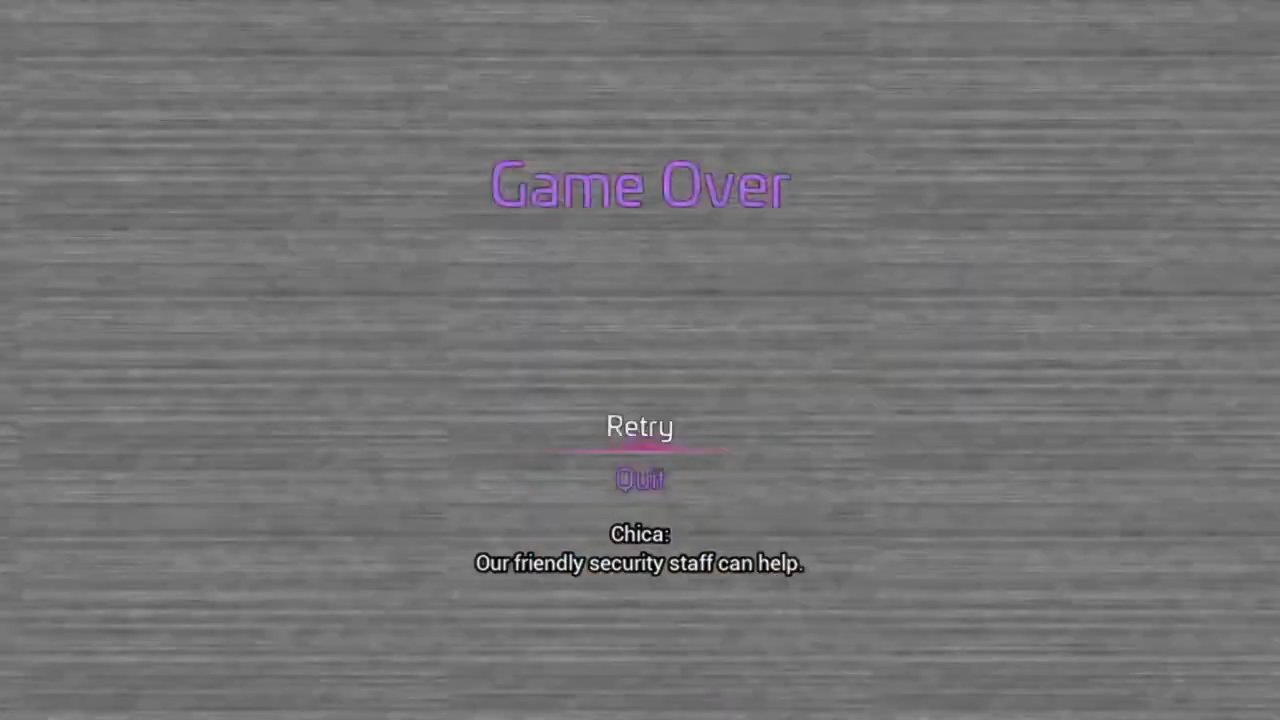 Game Over
Retry
Quit
Chica:
Our friendly security staff can help.